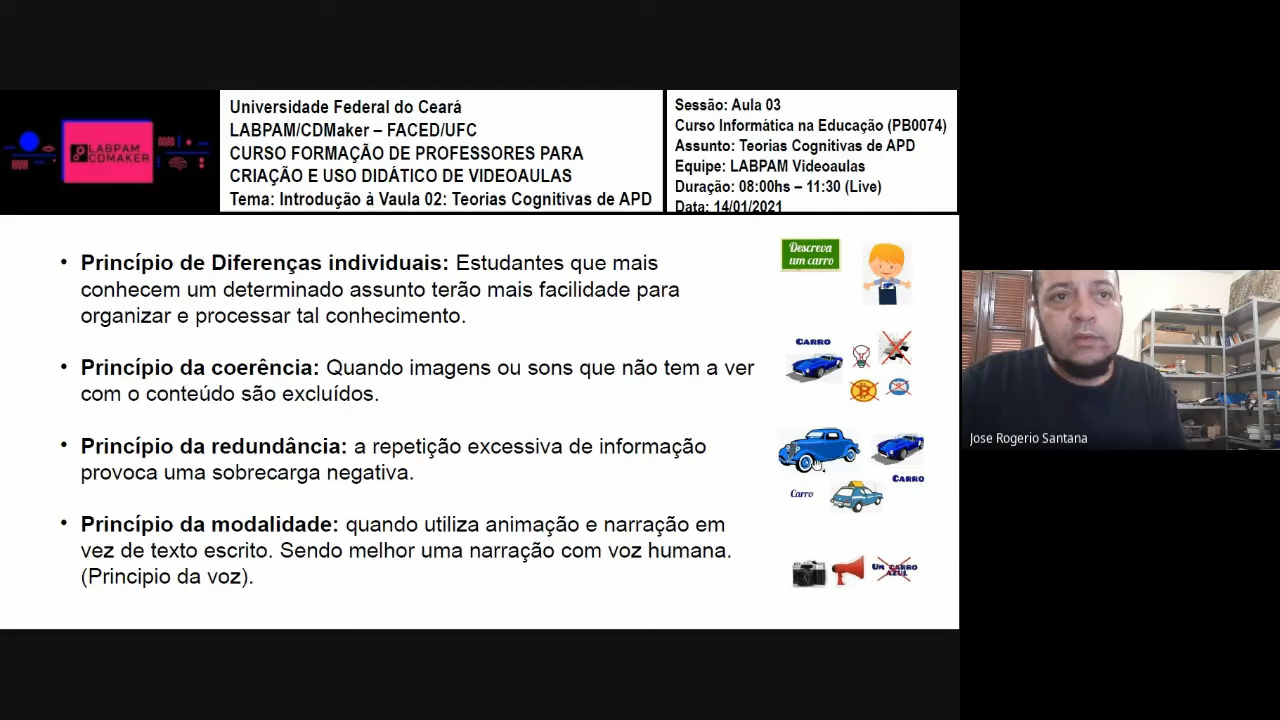 LABPAM
CDMAKER
Universidade Federal do Ceará
LABPAM/CDMaker – FACED/UFC
CURSO FORMAÇÃO DE PROFESSORES PARA
CRIAÇÃO E USO DIDÁTICO DE VIDEOAULAS
Tema: Introdução à Vaula 02: Teorias Cognitivas de APD
Sessão: Aula 03
Curso Informática na Educação (PB0074)
Assunto: Teorias Cognitivas de APD
Equipe: LABPAM Videoaulas
Duração: 08:00hs – 11:30 (Live)
Data: 14/01/2021
• Princípio de Diferenças individuais: Estudantes que mais
conhecem um determinado assunto terão mais facilidade para
organizar e processar tal conhecimento.
• Princípio da coerência: Quando imagens ou sons que não tem a ver
com o conteúdo são excluídos.
• Princípio da redundância: a repetição excessiva de informação
provoca uma sobrecarga negativa.
• Princípio da modalidade: quando utiliza animação e narração em
vez de texto escrito. Sendo melhor uma narração com voz humana.
(Principio da voz).
Descreva
um carro
CARRO
CARRO
Carro
UM CARRO
AZUL
Jose Rogerio Santana